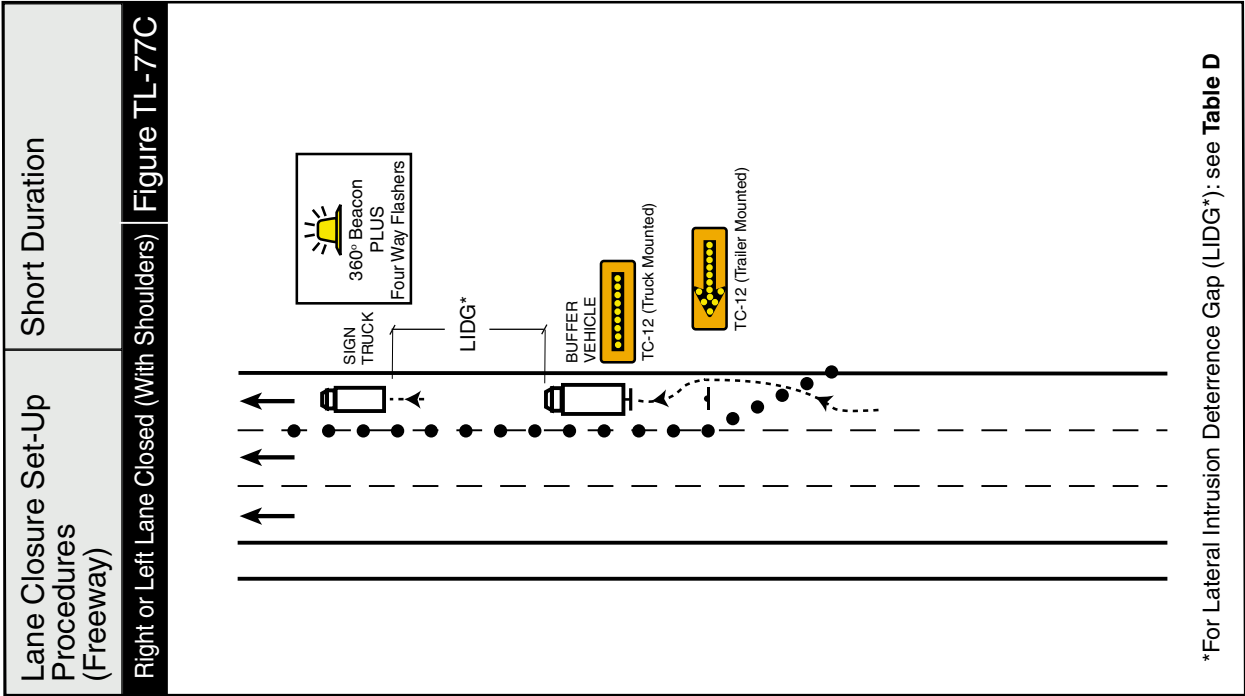 Lane Closure Set-Up
Procedures
(Freeway)
Short Duration
Right or Left Lane Closed (With Shoulders)
Figure TL-77C
360° Beacon
PLUS
Four Way Flashers
SIGN
TRUCK
LIDG*
BUFFER
VEHICLE
TC-12 (Truck Mounted)
TC-12 (Trailer Mounted)
*For Lateral Intrusion Deterrence Gap (LIDG*): see Table D